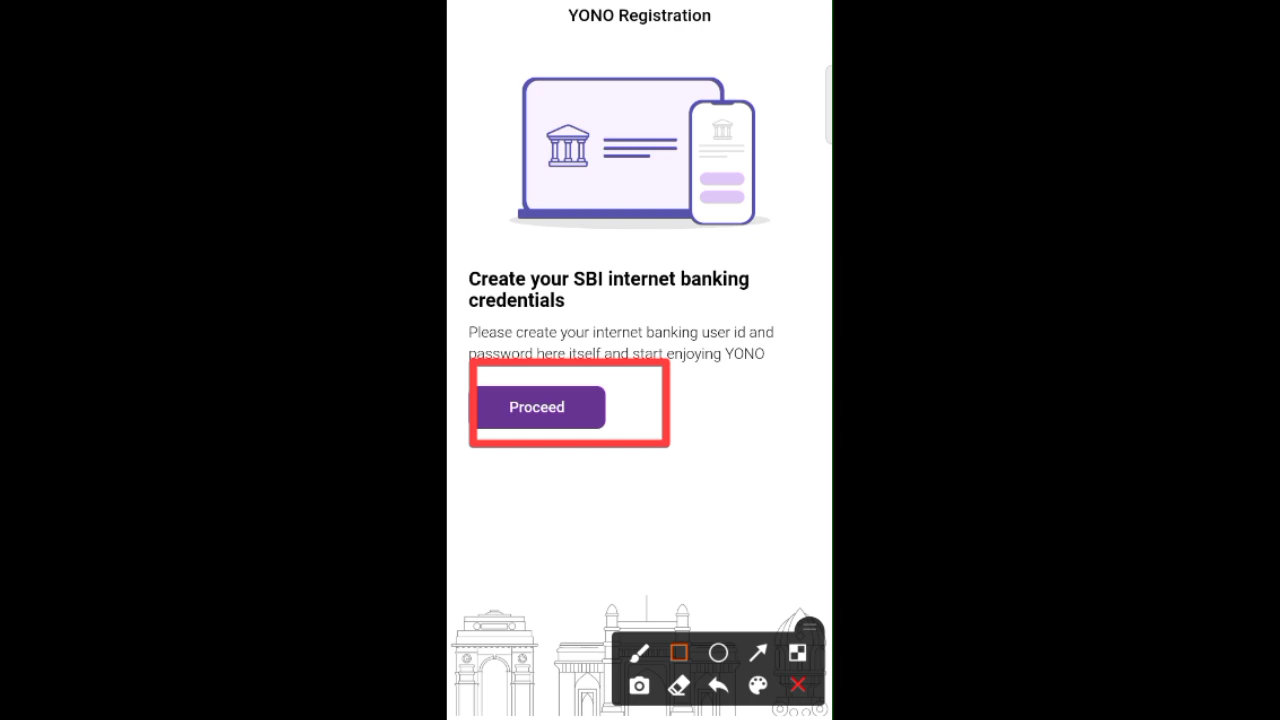 YONO Registration
Create your SBI internet banking
credentials
Please create your internet banking user id and
password here itself and start enjoying YONO
Proceed